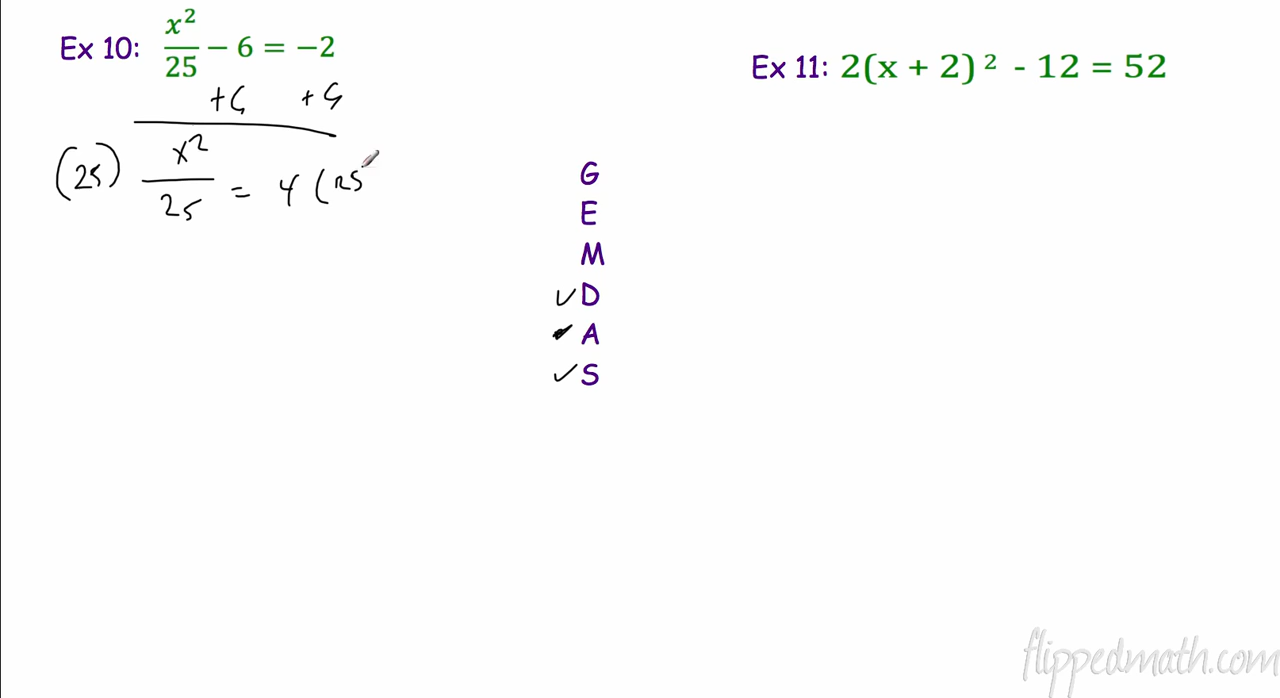 Ex 10: x²/25 − 6 = −2
+6 +6
(25) x²/25 = 4 (25
Ex 11: 2(x + 2)² - 12 = 52
G
E
M
✓D
✓A
✓S
flippedmath.com